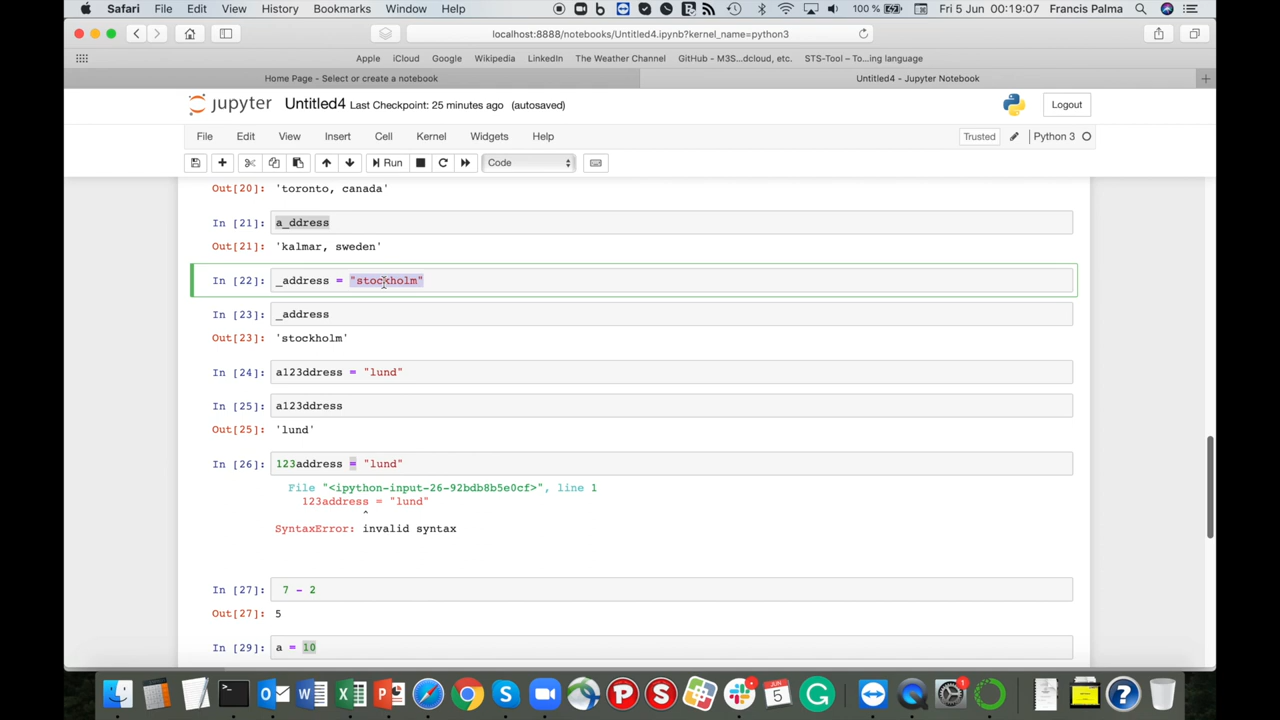 Safari File Edit View History Bookmarks Window Help 100 % Fri 5 Jun 00:19:07 Francis Palma
localhost:8888/notebooks/Untitled4.ipynb?kernel_name=python3
Apple iCloud Google Wikipedia LinkedIn The Weather Channel GitHub - M3S...dcloud, etc. STS-Tool – To...ing language
Home Page - Select or create a notebook Untitled4 - Jupyter Notebook
jupyter Untitled4 Last Checkpoint: 25 minutes ago (autosaved) Logout
File Edit View Insert Cell Kernel Widgets Help Trusted Python 3
Run Code
Out[20]: 'toronto, canada'
In [21]: a_ddress
Out[21]: 'kalmar, sweden'
In [22]: _address = "stockholm"
In [23]: _address
Out[23]: 'stockholm'
In [24]: a123ddress = "lund"
In [25]: a123ddress
Out[25]: 'lund'
In [26]: 123address = "lund"
File "<ipython-input-26-92bdb8b5e0cf>", line 1
123address = "lund"
^
SyntaxError: invalid syntax
In [27]: 7 - 2
Out[27]: 5
In [29]: a = 10